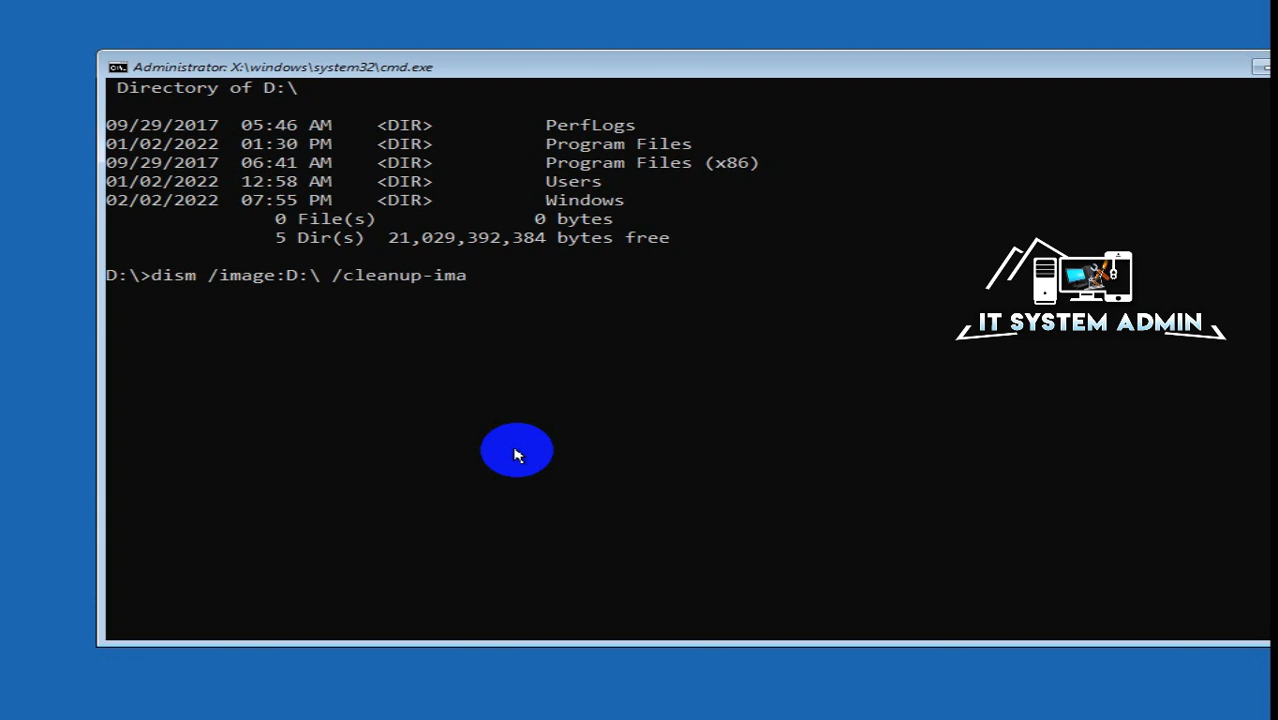 Administrator: X:\windows\system32\cmd.exe
Directory of D:\
09/29/2017 05:46 AM <DIR> PerfLogs
01/02/2022 01:30 PM <DIR> Program Files
09/29/2017 06:41 AM <DIR> Program Files (x86)
01/02/2022 12:58 AM <DIR> Users
02/02/2022 07:55 PM <DIR> Windows
0 File(s) 0 bytes
5 Dir(s) 21,029,392,384 bytes free
D:\>dism /image:D:\ /cleanup-ima
IT SYSTEM ADMIN